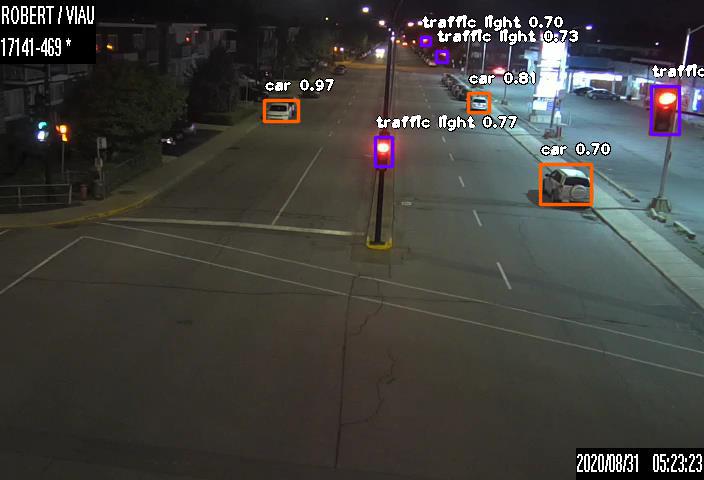 ROBERT / VIAU
17141-469 *
traffic light 0.70
traffic light 0.73
traffic
car 0.97
car 0.81
traffic light 0.77
car 0.70
2020/08/31 05:23:23